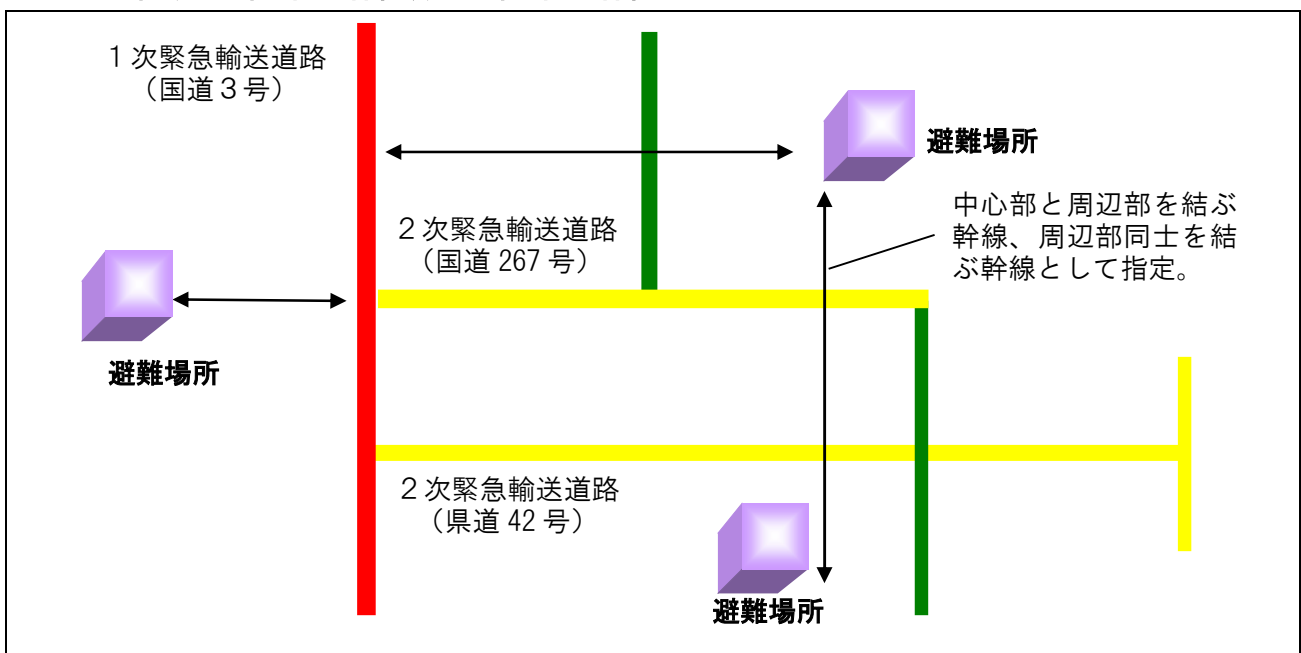 １次緊急輸送道路
（国道３号）
避難場所
２次緊急輸送道路
（国道 267 号）
中心部と周辺部を結ぶ
幹線、周辺部同士を結
ぶ幹線として指定。
避難場所
２次緊急輸送道路
（県道 42 号）
避難場所